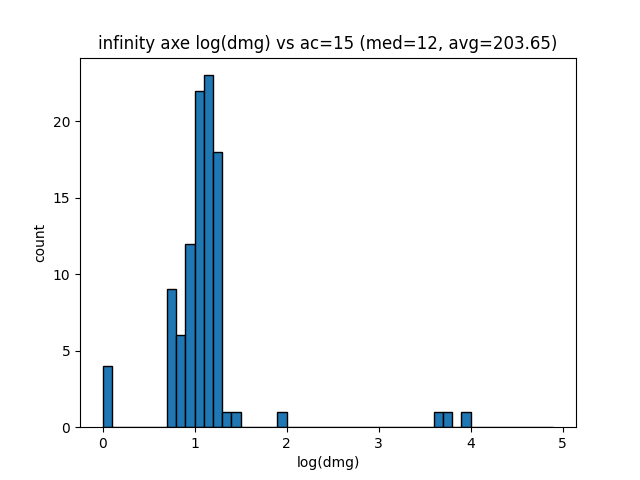 infinity axe log(dmg) vs ac=15 (med=12, avg=203.65)
20
15
10
5
0
count
0 1 2 3 4 5
log(dmg)